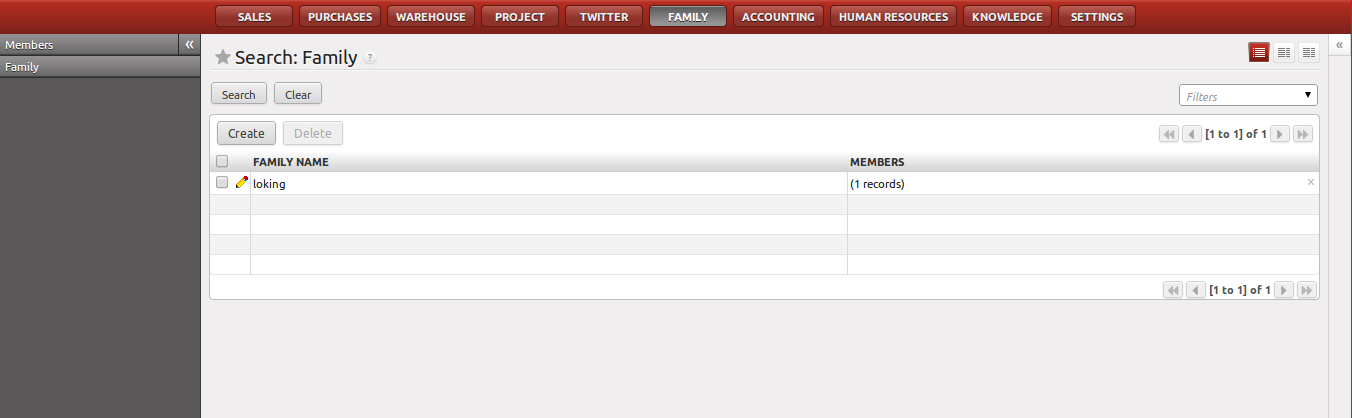 SALES PURCHASES WAREHOUSE PROJECT TWITTER FAMILY ACCOUNTING HUMAN RESOURCES KNOWLEDGE SETTINGS
Members «
Family
Search: Family ?
«
Search Clear
Filters
Create Delete
[1 to 1] of 1
FAMILY NAME MEMBERS
loking (1 records) ×
[1 to 1] of 1